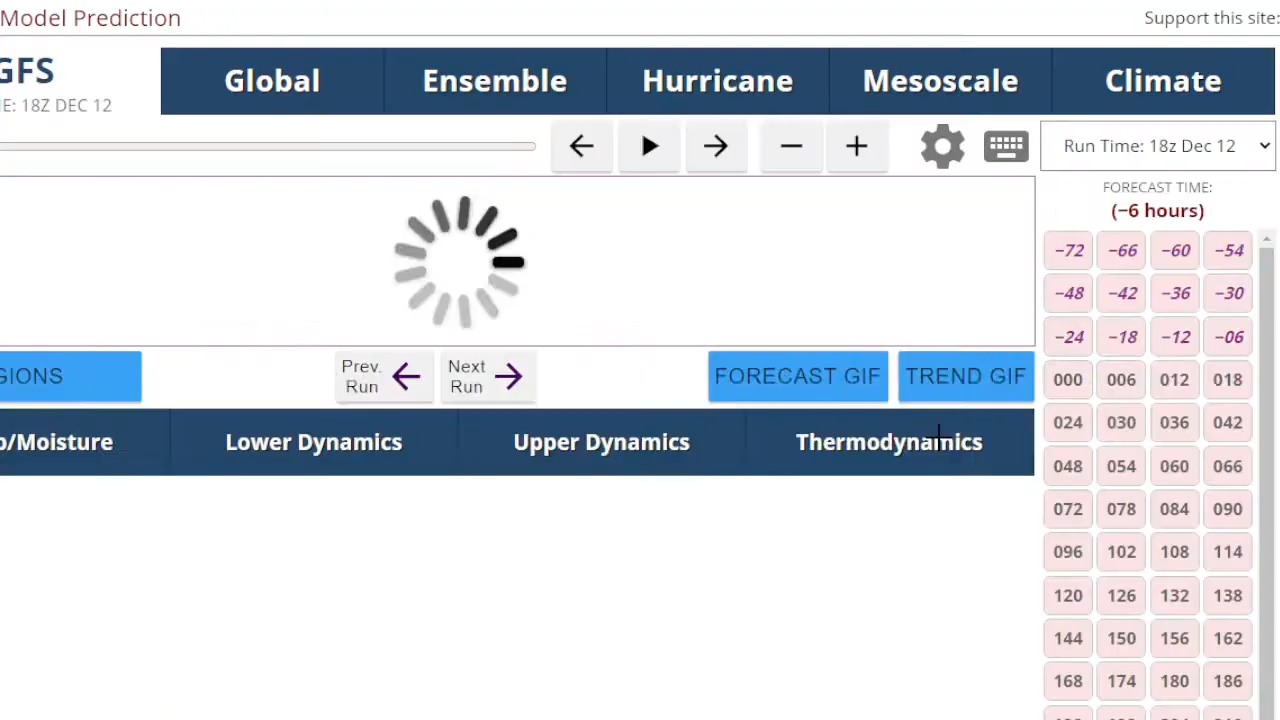 Model Prediction
Support this site:
GFS
E: 18Z DEC 12
Global
Ensemble
Hurricane
Mesoscale
Climate
Run Time: 18z Dec 12
FORECAST TIME:
(−6 hours)
−72 −66 −60 −54
−48 −42 −36 −30
−24 −18 −12 −06
000 006 012 018
024 030 036 042
048 054 060 066
072 078 084 090
096 102 108 114
120 126 132 138
144 150 156 162
168 174 180 186
GIONS
Prev.
Run
Next
Run
FORECAST GIF
TREND GIF
p/Moisture
Lower Dynamics
Upper Dynamics
Thermodynamics